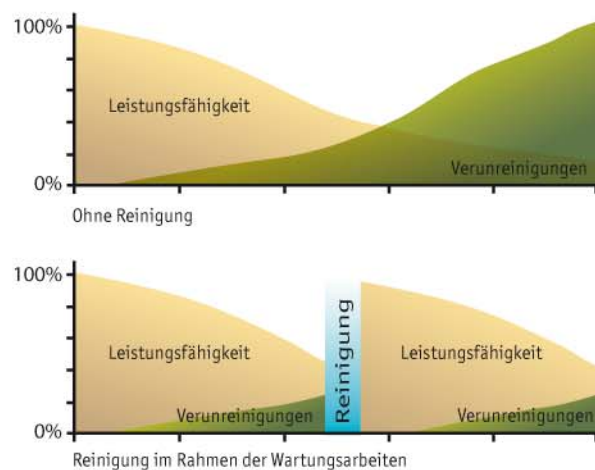 100%
Leistungsfähigkeit
Verunreinigungen
0%
Ohne Reinigung
100%
Leistungsfähigkeit
Verunreinigungen
Reinigung
Leistungsfähigkeit
Verunreinigungen
0%
Reinigung im Rahmen der Wartungsarbeiten